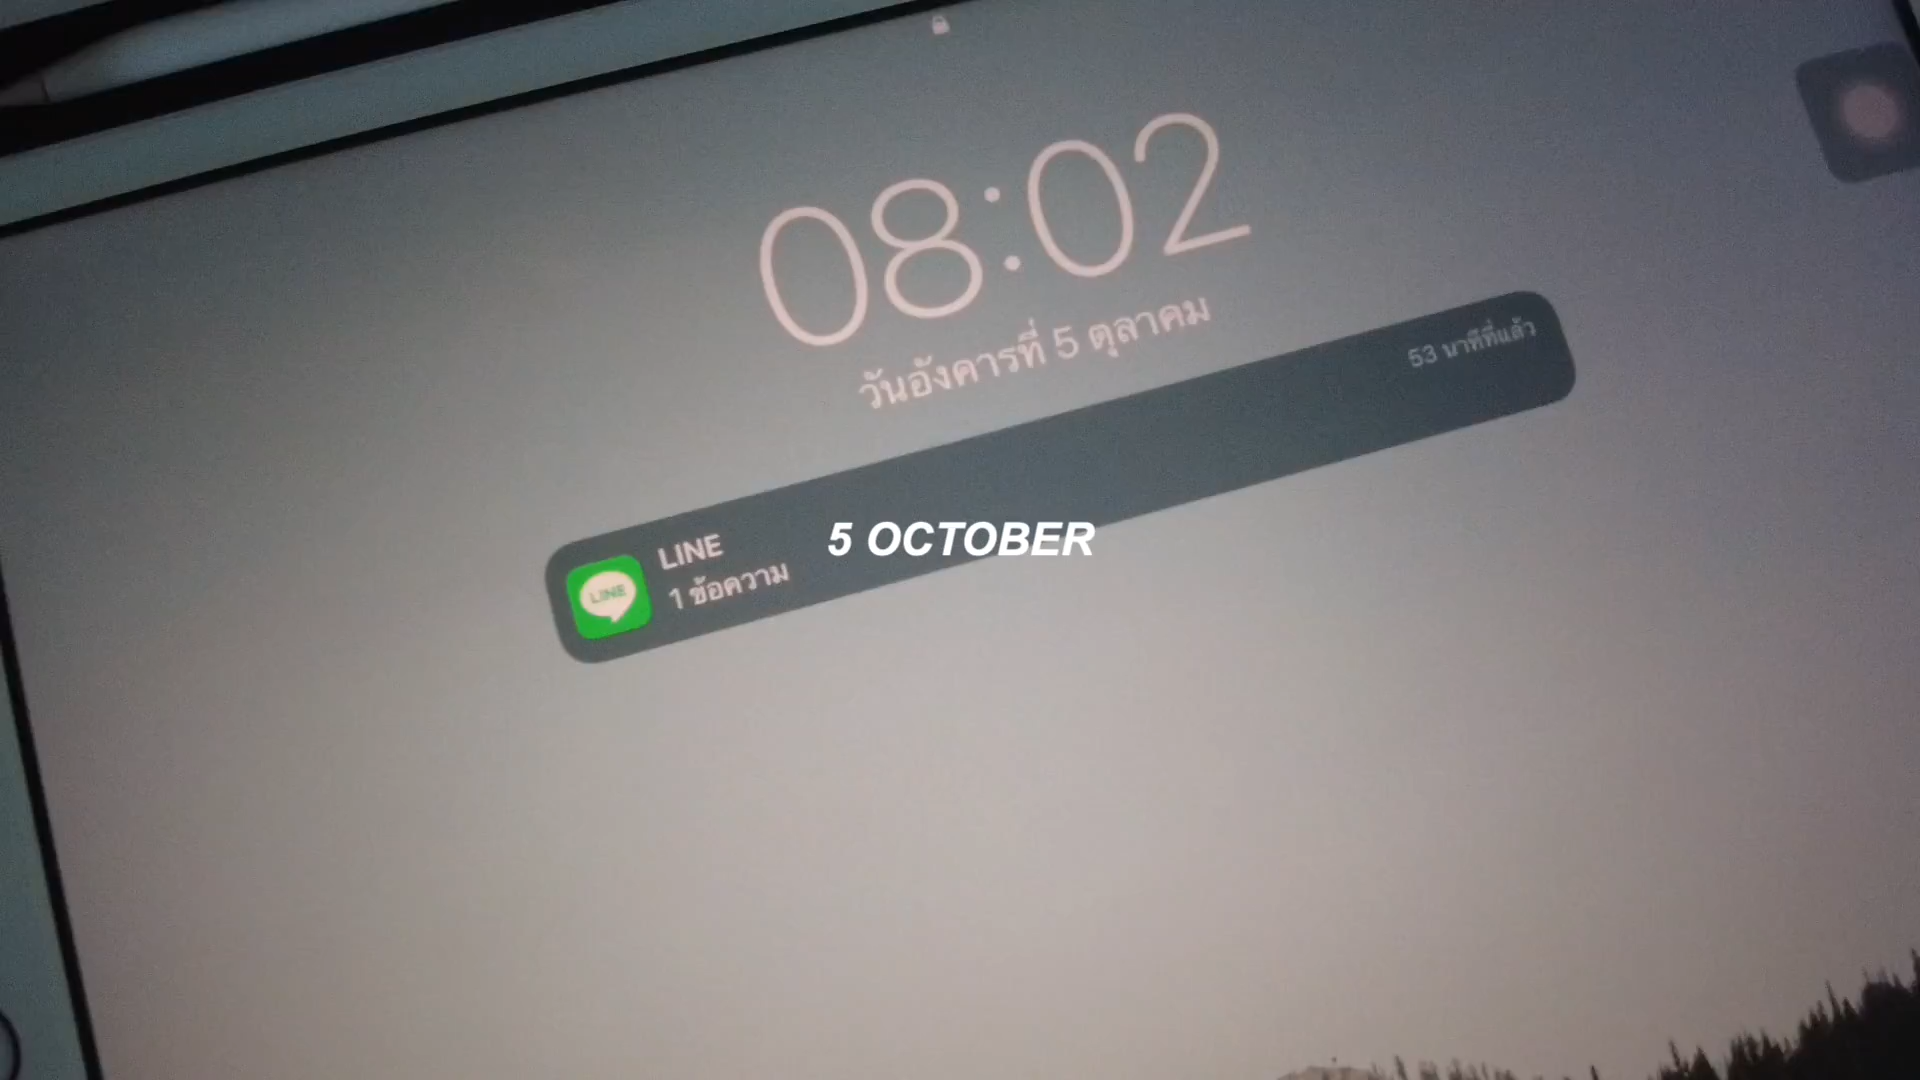 08:02
วันอังคารที่ 5 ตุลาคม
53 นาทีที่แล้ว
LINE
LINE
1 ข้อความ
5 OCTOBER